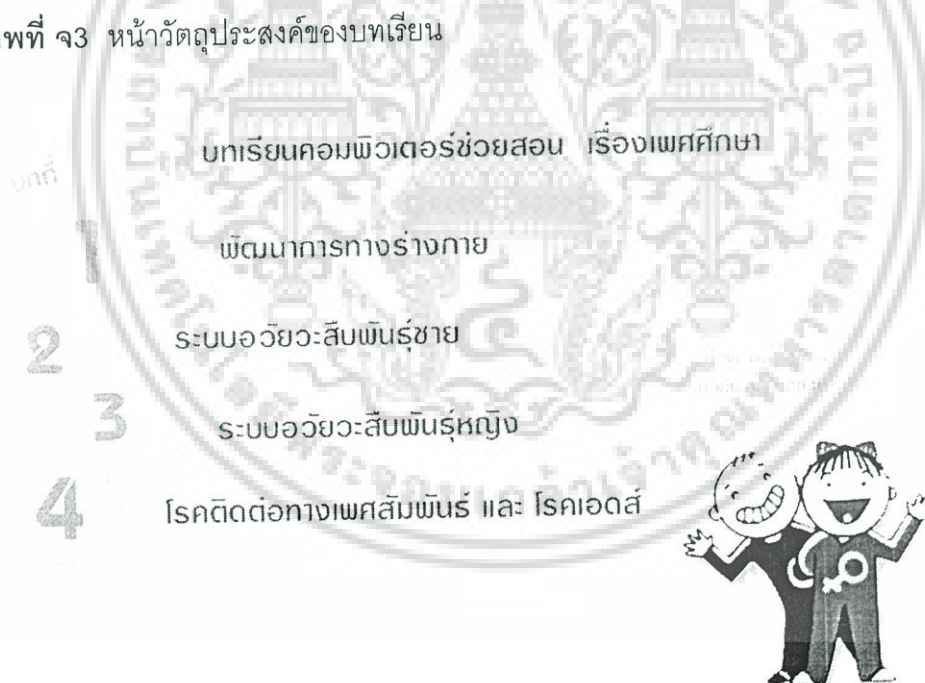 พที่ จ3 หน้าวัตถุประสงค์ของบทเรียน
บทเรียนคอมพิวเตอร์ช่วยสอน เรื่องเพศศึกษา
บทที่
1 พัฒนาการทางร่างกาย
2 ระบบอวัยวะสืบพันธุ์ชาย
3 ระบบอวัยวะสืบพันธุ์หญิง
4 โรคติดต่อทางเพศสัมพันธ์ และ โรคเอดส์